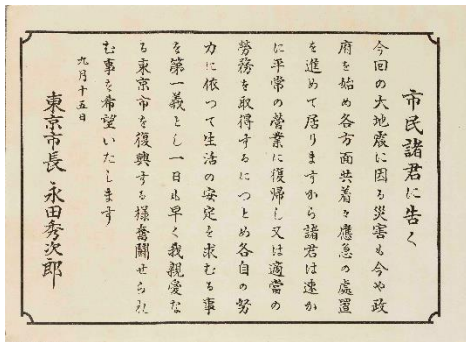 市民諸君に告く
今回の大地震に因る災害も今や政
府を始め各方面共着々應急の處置
を進めて居りますから諸君は速か
に平常の營業に復帰し又は適當の
勞務を取得するにつとめ各自の努
力に依つて生活の安定を求むる事
を第一義とし一日も早く我親愛な
る東京市を復興する樣奮鬪せられ
む事を希望いたします
九月十五日
東京市長 永田秀次郎